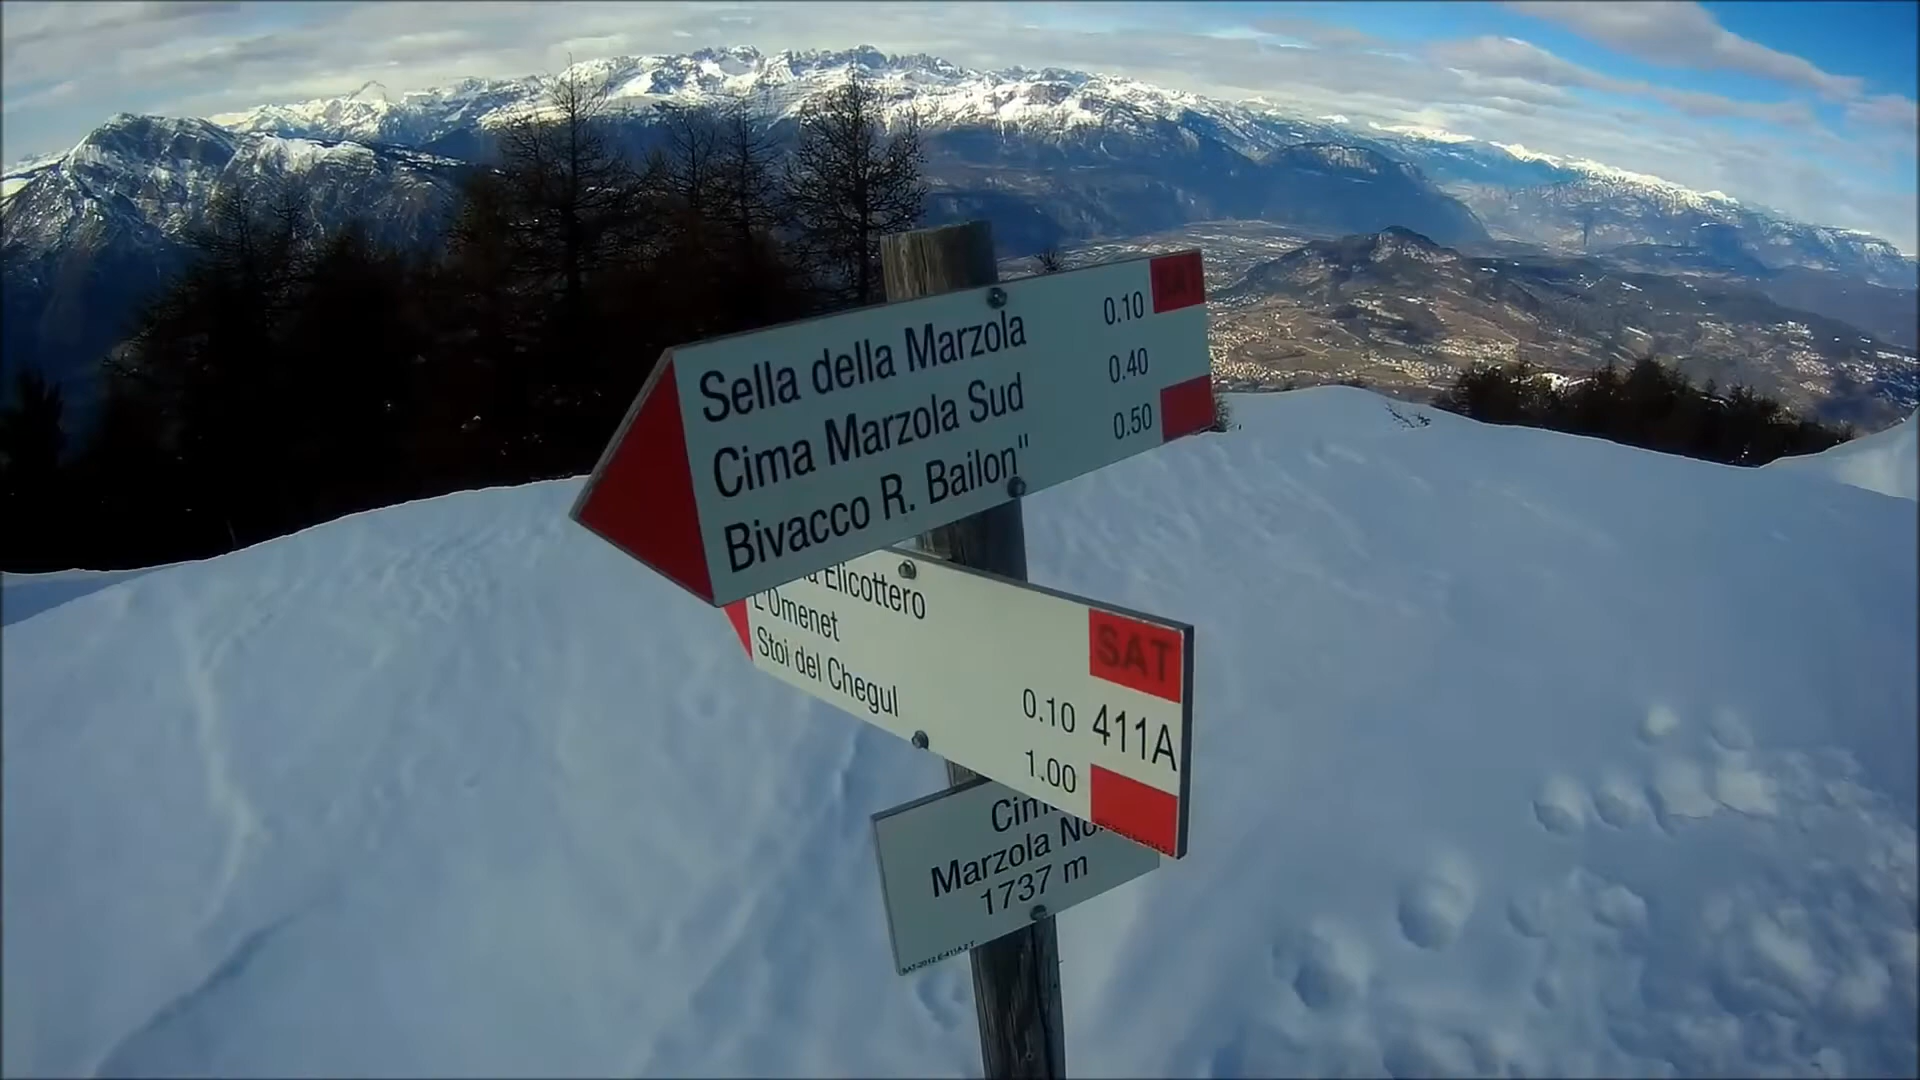 SAT
Sella della Marzola 0.10
Cima Marzola Sud 0.40
Bivacco R. Bailon" 0.50
Elicottero
L'Omenet 0.10
Stoi del Chegul 1.00
SAT
411A
Marzola
1737 m